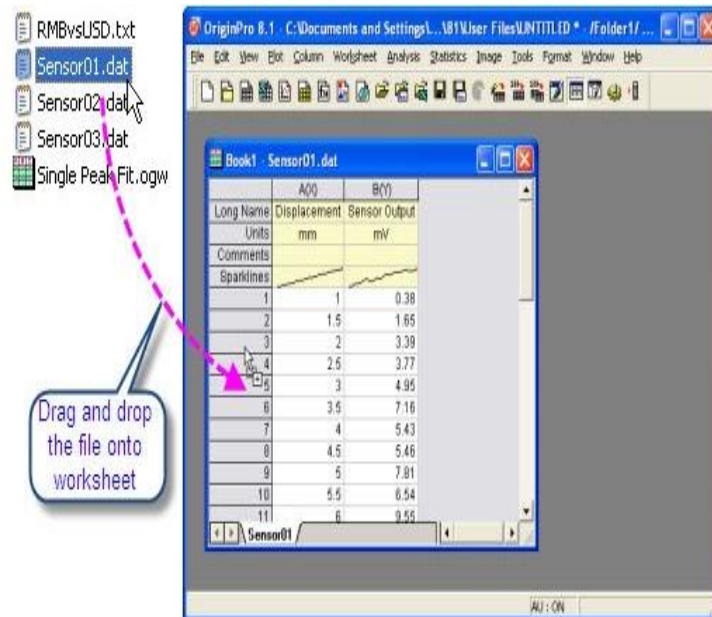 RMBvsUSD.txt
Sensor01.dat
Sensor02.dat
Sensor03.dat
Single Peak Fit.ogw
Drag and drop
the file onto
worksheet
OriginPro 8.1 - C:\Documents and Settings\...\81\User Files\UNTITLED * - /Folder1/ ...
File Edit View Plot Column Worksheet Analysis Statistics Image Tools Format Window Help
Book1 - Sensor01.dat
A(X) B(Y)
Long Name Displacement Sensor Output
Units mm mV
Comments
Sparklines
1 1 0.38
2 1.5 1.65
3 2 3.39
4 2.5 3.77
5 3 4.95
6 3.5 7.16
7 4 5.43
8 4.5 5.46
9 5 7.81
10 5.5 6.54
11 6 9.55
Sensor01
AU : ON